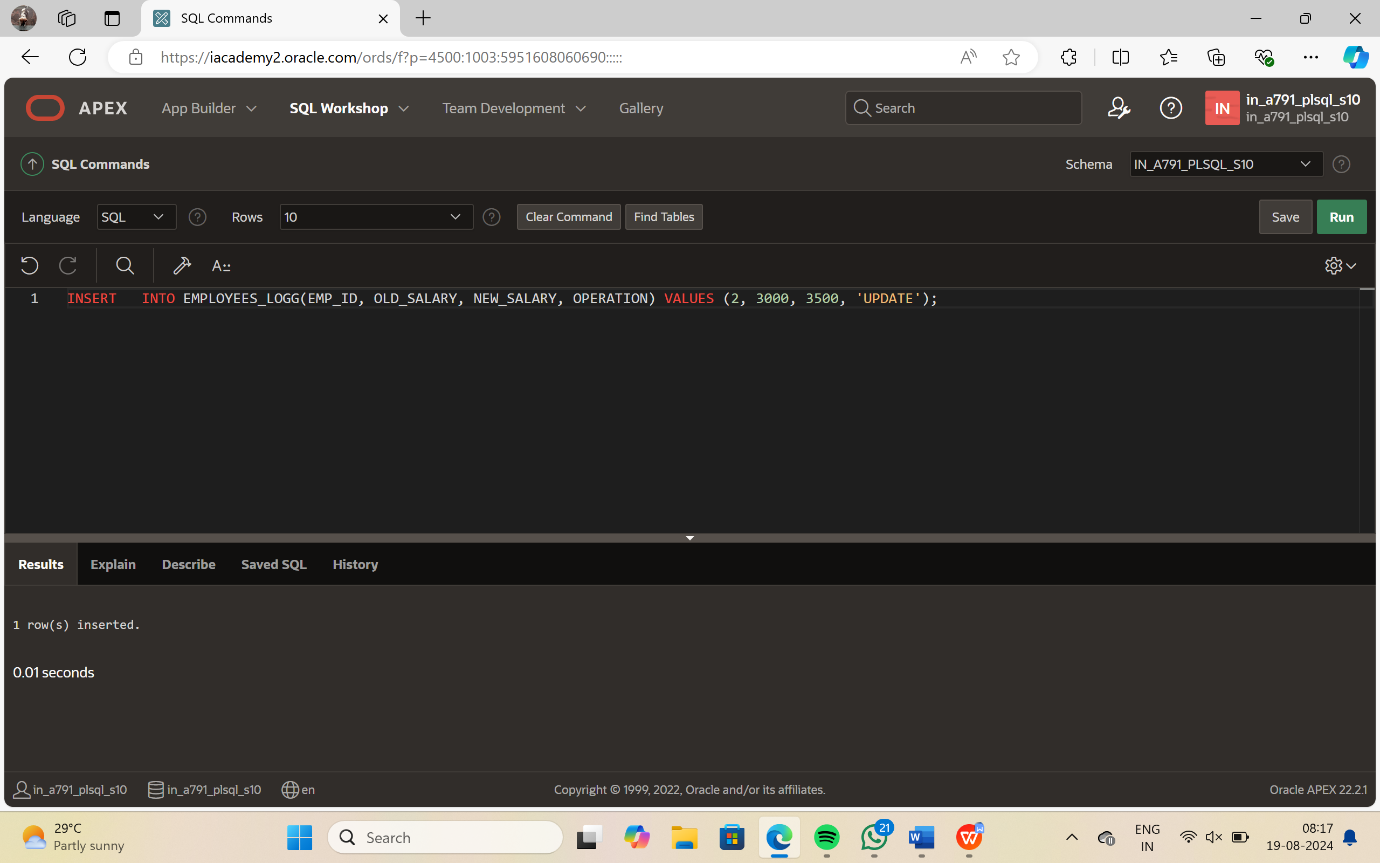 SQL Commands
https://iacademy2.oracle.com/ords/f?p=4500:1003:5951608060690:::::
APEX App Builder SQL Workshop Team Development Gallery Search IN in_a791_plsql_s10
in_a791_plsql_s10
SQL Commands Schema IN_A791_PLSQL_S10
Language SQL Rows 10 Clear Command Find Tables Save Run
1 INSERT INTO EMPLOYEES_LOGG(EMP_ID, OLD_SALARY, NEW_SALARY, OPERATION) VALUES (2, 3000, 3500, 'UPDATE');
Results Explain Describe Saved SQL History
1 row(s) inserted.
0.01 seconds
in_a791_plsql_s10 in_a791_plsql_s10 en Copyright © 1999, 2022, Oracle and/or its affiliates. Oracle APEX 22.2.1
29°C
Partly sunny
Search
21
ENG
IN
08:17
19-08-2024